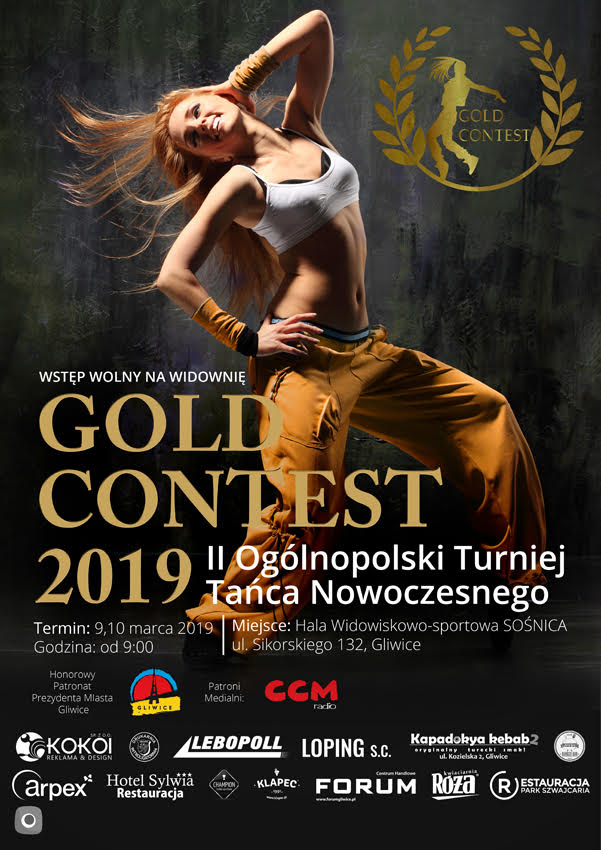 GOLD
CONTEST
WSTĘP WOLNY NA WIDOWNIĘ
GOLD
CONTEST
2019
II Ogólnopolski Turniej
Tańca Nowoczesnego
Termin: 9,10 marca 2019
Godzina: od 9:00
Miejsce: Hala Widowiskowo-sportowa SOŚNICA
ul. Sikorskiego 132, Gliwice
Honorowy
Patronat
Prezydenta Miasta
Gliwice
GLIWICE
Patroni
Medialni:
CCM
radio
KOKOI
REKLAMA & DESIGN
LEBOPOLL
LOPING S.C.
Kapadokya kebab2
oryginalny turecki smak!
ul. Kozielska 2, Gliwice
arpex
Hotel Sylwia
Restauracja
CHAMPION
KLAPEC
Centrum Handlowe
FORUM
www.forumgliwice.pl
kwiaciarnia
Róża
RESTAURACJA
PARK SZWAJCARIA